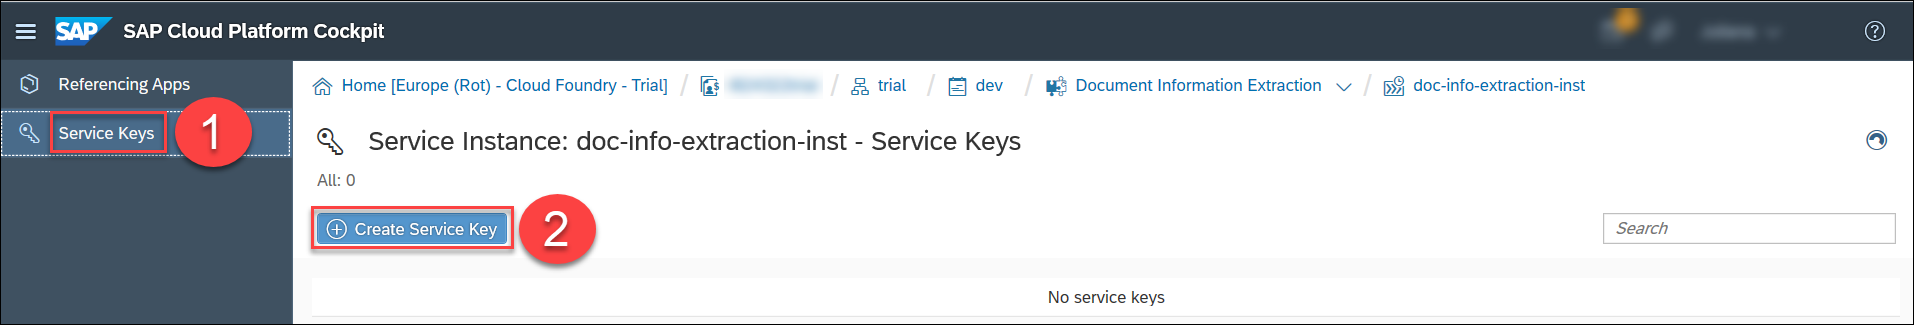 SAP SAP Cloud Platform Cockpit
Referencing Apps
Service Keys 1
Home [Europe (Rot) - Cloud Foundry - Trial] / / trial / dev / Document Information Extraction / doc-info-extraction-inst
Service Instance: doc-info-extraction-inst - Service Keys
All: 0
Create Service Key 2
Search
No service keys